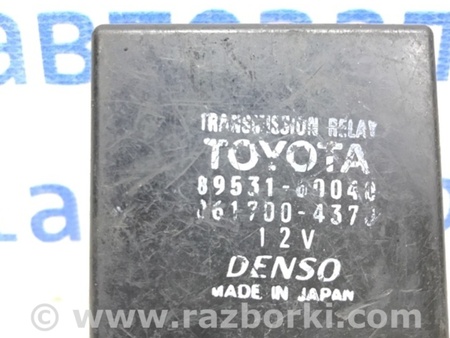 TRANSMISSION RELAY
TOYOTA
89531-60040
061700-4370
12V
DENSO
MADE IN JAPAN
© www.razborki.com